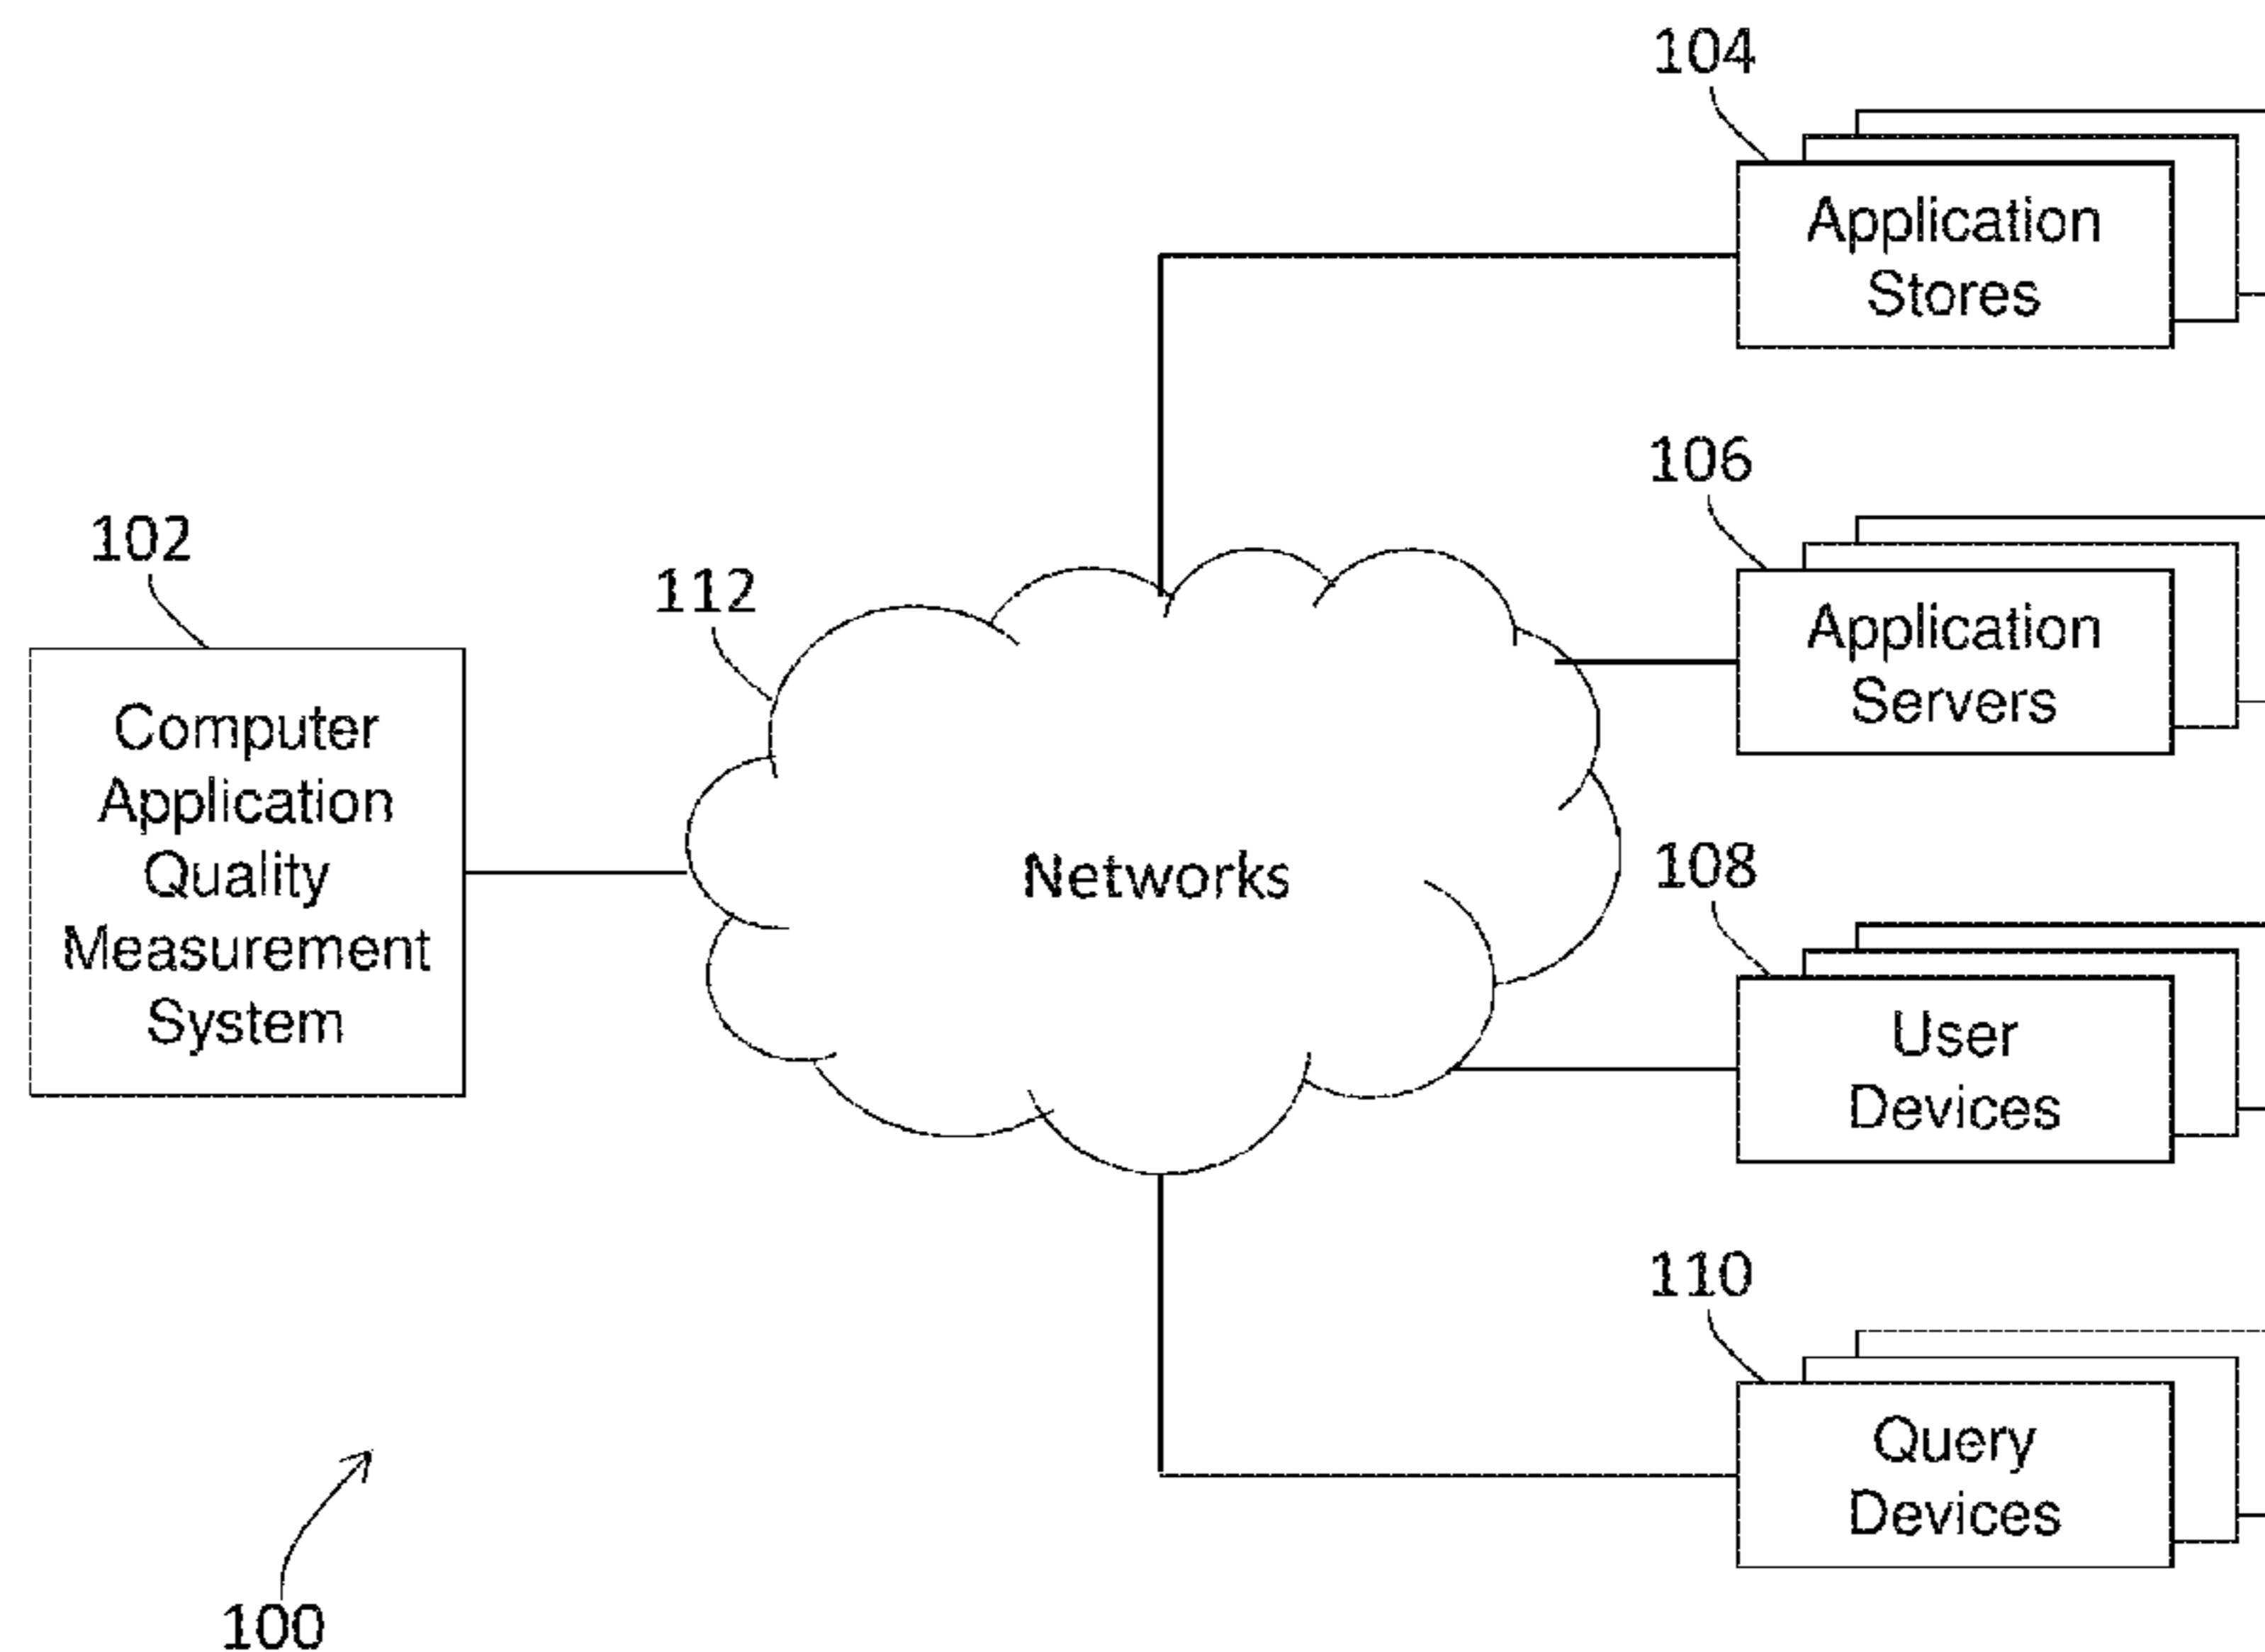 104
Application
Stores
106
Application
Servers
102
Computer
Application
Quality
Measurement
System
112
Networks
108
User
Devices
110
Query
Devices
100